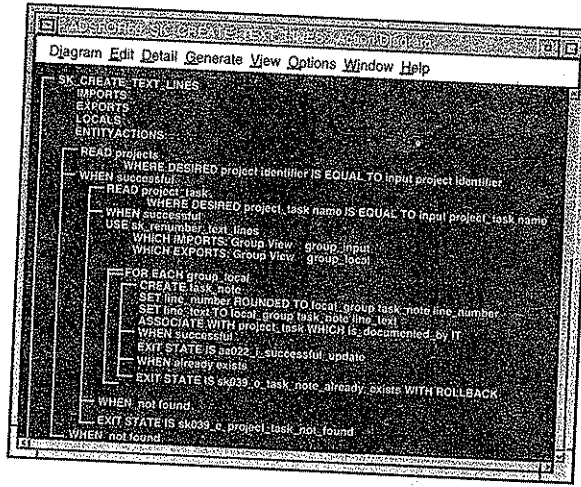 Diagram Edit Detail Generate View Options Window Help
SK_CREATE_TEXT_LINES
IMPORTS:
EXPORTS:
LOCALS:
ENTITYACTIONS:
READ projects
WHERE DESIRED project identifier IS EQUAL TO input project identifier
WHEN successful
READ project_task
WHERE DESIRED project_task name IS EQUAL TO input project_task name
WHEN successful
USE sk_renumber_text_lines
WHICH IMPORTS: Group View group_input
WHICH EXPORTS: Group View group_local
FOR EACH group_local
CREATE task_note
SET line_number ROUNDED TO local_group task_note line_number
SET line_text TO local_group task_note line_text
ASSOCIATE WITH project_task WHICH is_documented_by IT
WHEN successful
EXIT STATE IS aa022_i_successful_update
WHEN already exists
EXIT STATE IS sk039_o_task_note_already_exists WITH ROLLBACK
WHEN not found
EXIT STATE IS sk039_o_project_task_not_found
WHEN not found